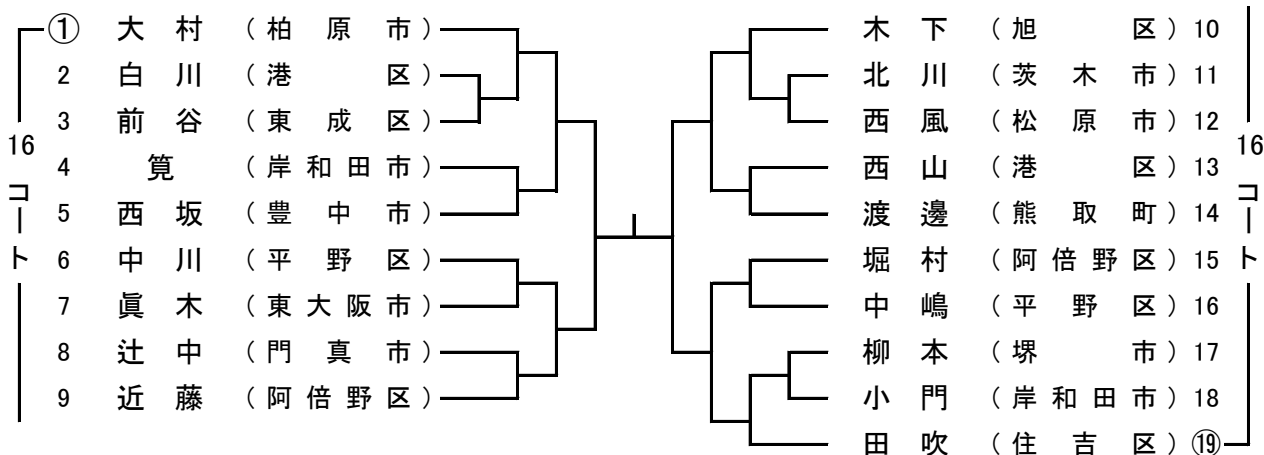 ① 大村 (柏原市)
2 白川 (港区)
3 前谷 (東成区)
4 筧 (岸和田市)
5 西坂 (豊中市)
6 中川 (平野区)
7 眞木 (東大阪市)
8 辻中 (門真市)
9 近藤 (阿倍野区)
16コート
木下 (旭区) 10
北川 (茨木市) 11
西風 (松原市) 12
西山 (港区) 13
渡邊 (熊取町) 14
堀村 (阿倍野区) 15
中嶋 (平野区) 16
柳本 (堺市) 17
小門 (岸和田市) 18
田吹 (住吉区) ⑲
16コート